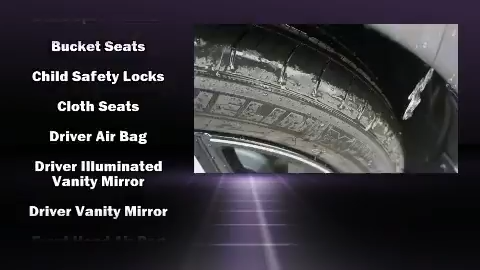 Bucket Seats
Child Safety Locks
Cloth Seats
Driver Air Bag
Driver Illuminated
Vanity Mirror
Driver Vanity Mirror